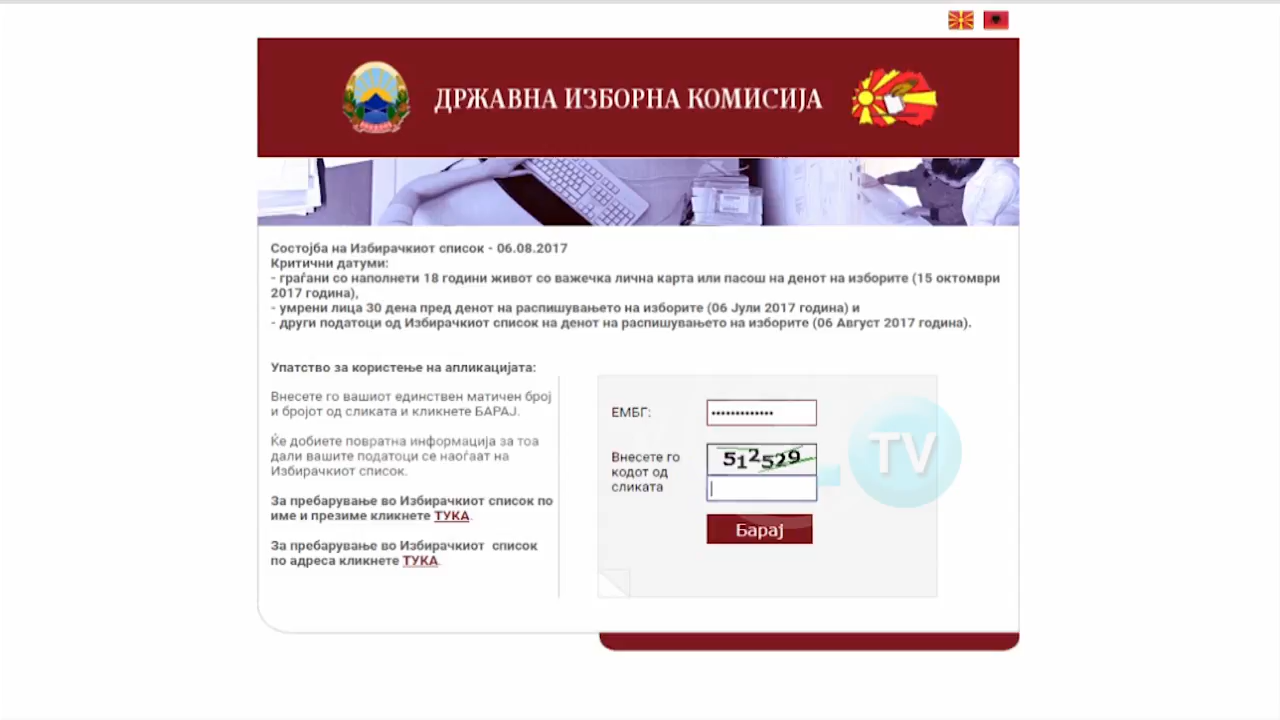 ДРЖАВНА ИЗБОРНА КОМИСИЈА
Состојба на Избирачкиот список - 06.08.2017
Критични датуми:
- граѓани со наполнети 18 години живот со важечка лична карта или пасош на денот на изборите (15 октомври
2017 година),
- умрени лица 30 дена пред денот на распишувањето на изборите (06 Јули 2017 година) и
- други податоци од Избирачкиот список на денот на распишувањето на изборите (06 Август 2017 година).
Упатство за користење на апликацијата:
Внесете го вашиот единствен матичен број
и бројот од сликата и кликнете БАРАЈ.
Ќе добиете повратна информација за тоа
дали вашите податоци се наоѓаат на
Избирачкиот список.
За пребарување во Избирачкиот список по
име и презиме кликнете ТУКА.
За пребарување во Избирачкиот список
по адреса кликнете ТУКА.
ЕМБГ:
Внесете го
кодот од
сликата
512529
Барај
TV